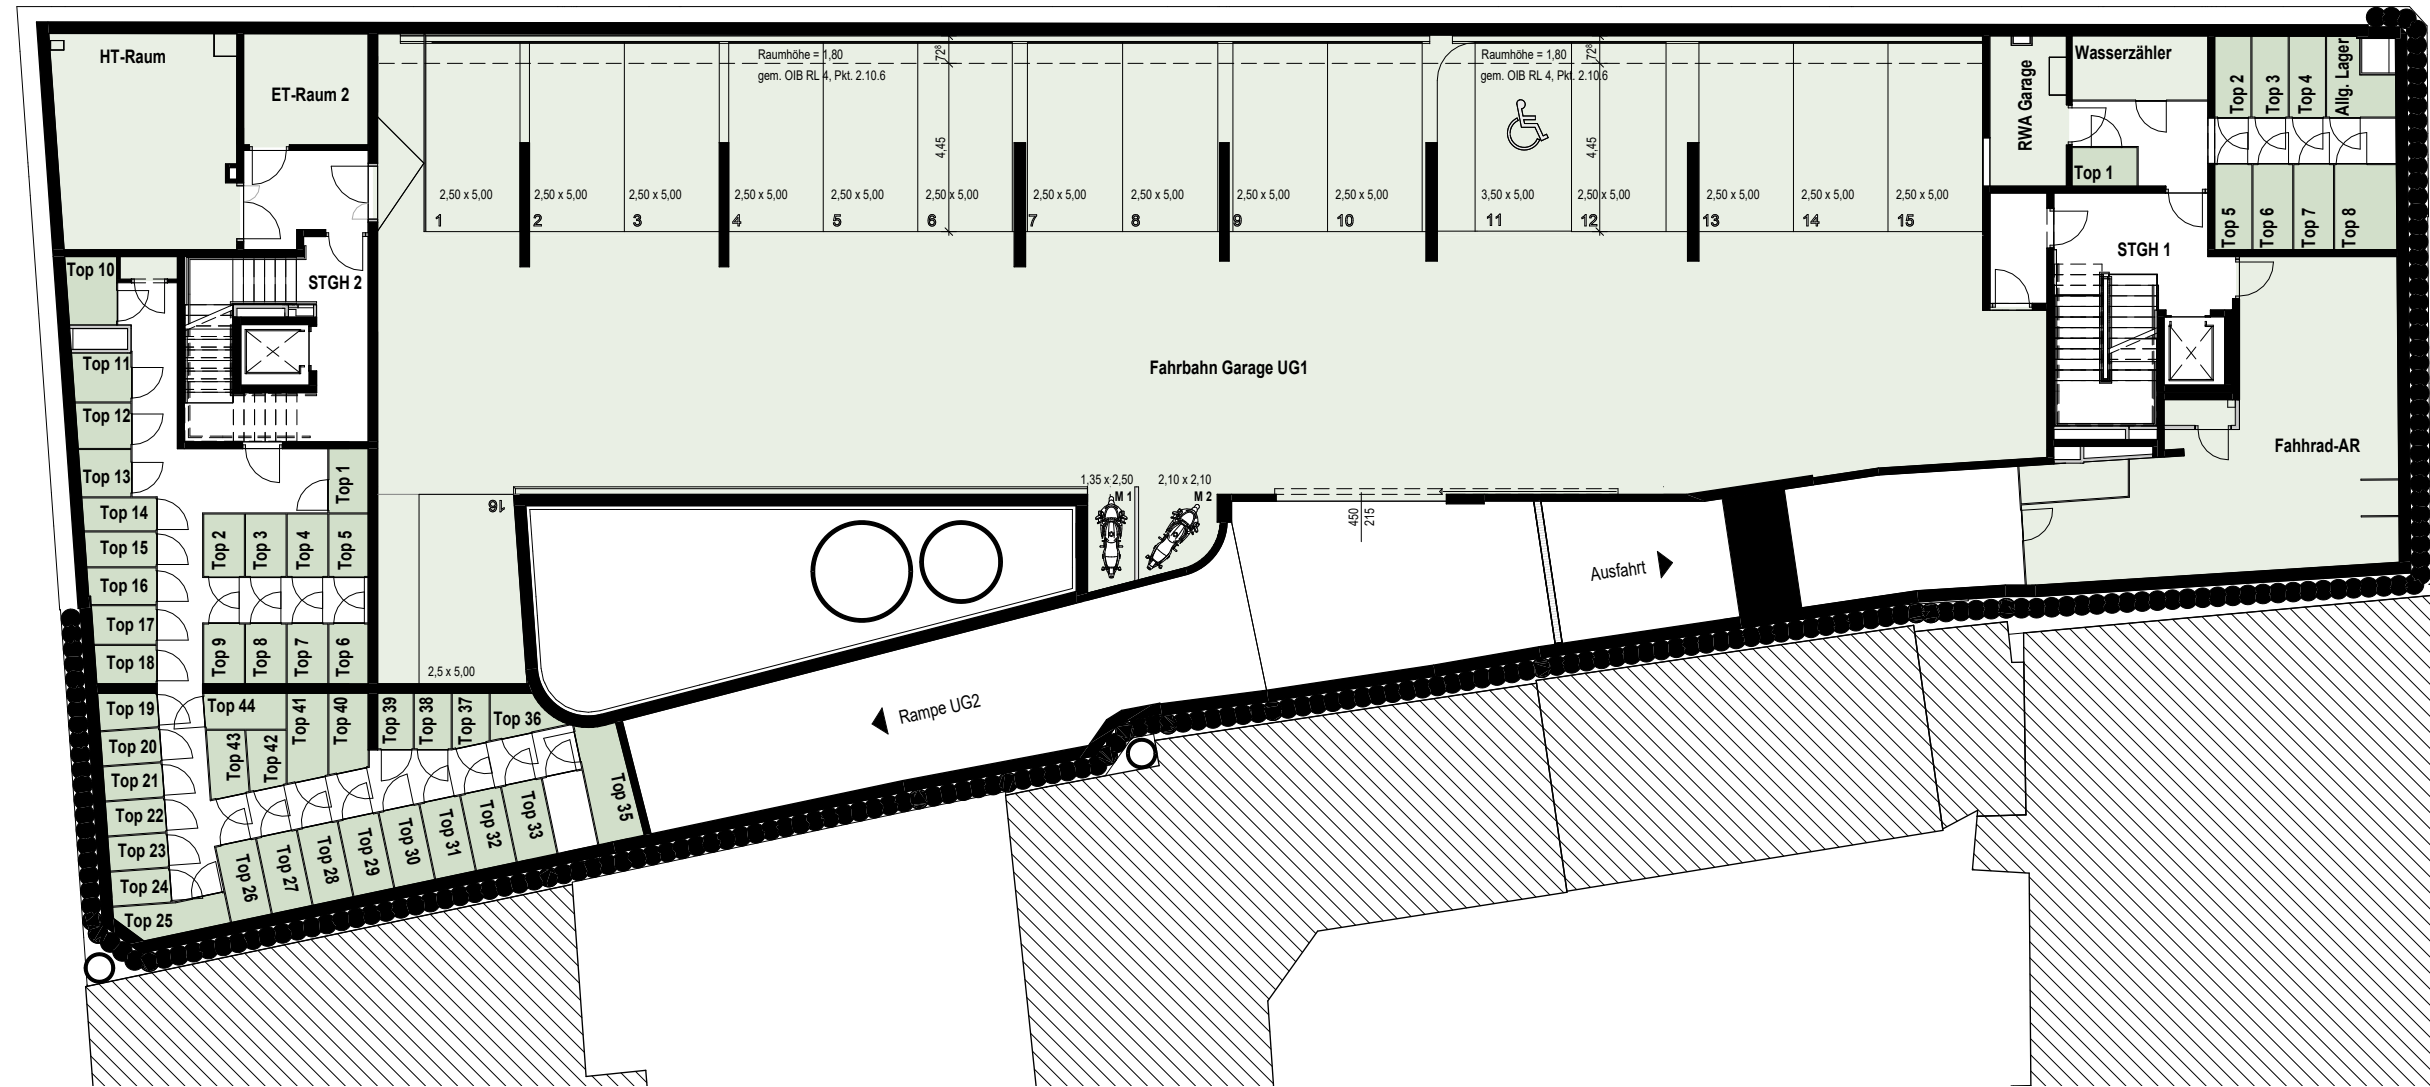 HT-Raum
ET-Raum 2
Raumhöhe = 1,80
gem. OIB RL 4, Pkt. 2.10.6
72⁸
4,45
Raumhöhe = 1,80
gem. OIB RL 4, Pkt. 2.10.6
72⁸
4,45
RWA Garage
Wasserzähler
Top 1
Top 2
Top 3
Top 4
Allg. Lager
Top 5
Top 6
Top 7
Top 8
2,50 x 5,00
1
2,50 x 5,00
2
2,50 x 5,00
3
2,50 x 5,00
4
2,50 x 5,00
5
2,50 x 5,00
6
2,50 x 5,00
7
2,50 x 5,00
8
2,50 x 5,00
9
2,50 x 5,00
10
3,50 x 5,00
11
2,50 x 5,00
12
2,50 x 5,00
13
2,50 x 5,00
14
2,50 x 5,00
15
STGH 2
STGH 1
Fahrbahn Garage UG1
Fahhrad-AR
16
2,5 x 5,00
1,35 x 2,50
M 1
2,10 x 2,10
M 2
450
215
Ausfahrt
Rampe UG2
Top 10
Top 11
Top 12
Top 13
Top 14
Top 15
Top 16
Top 17
Top 18
Top 19
Top 20
Top 21
Top 22
Top 23
Top 24
Top 25
Top 1
Top 2
Top 3
Top 4
Top 5
Top 9
Top 8
Top 7
Top 6
Top 44
Top 43
Top 42
Top 41
Top 40
Top 39
Top 38
Top 37
Top 36
Top 35
Top 26
Top 27
Top 28
Top 29
Top 30
Top 31
Top 32
Top 33